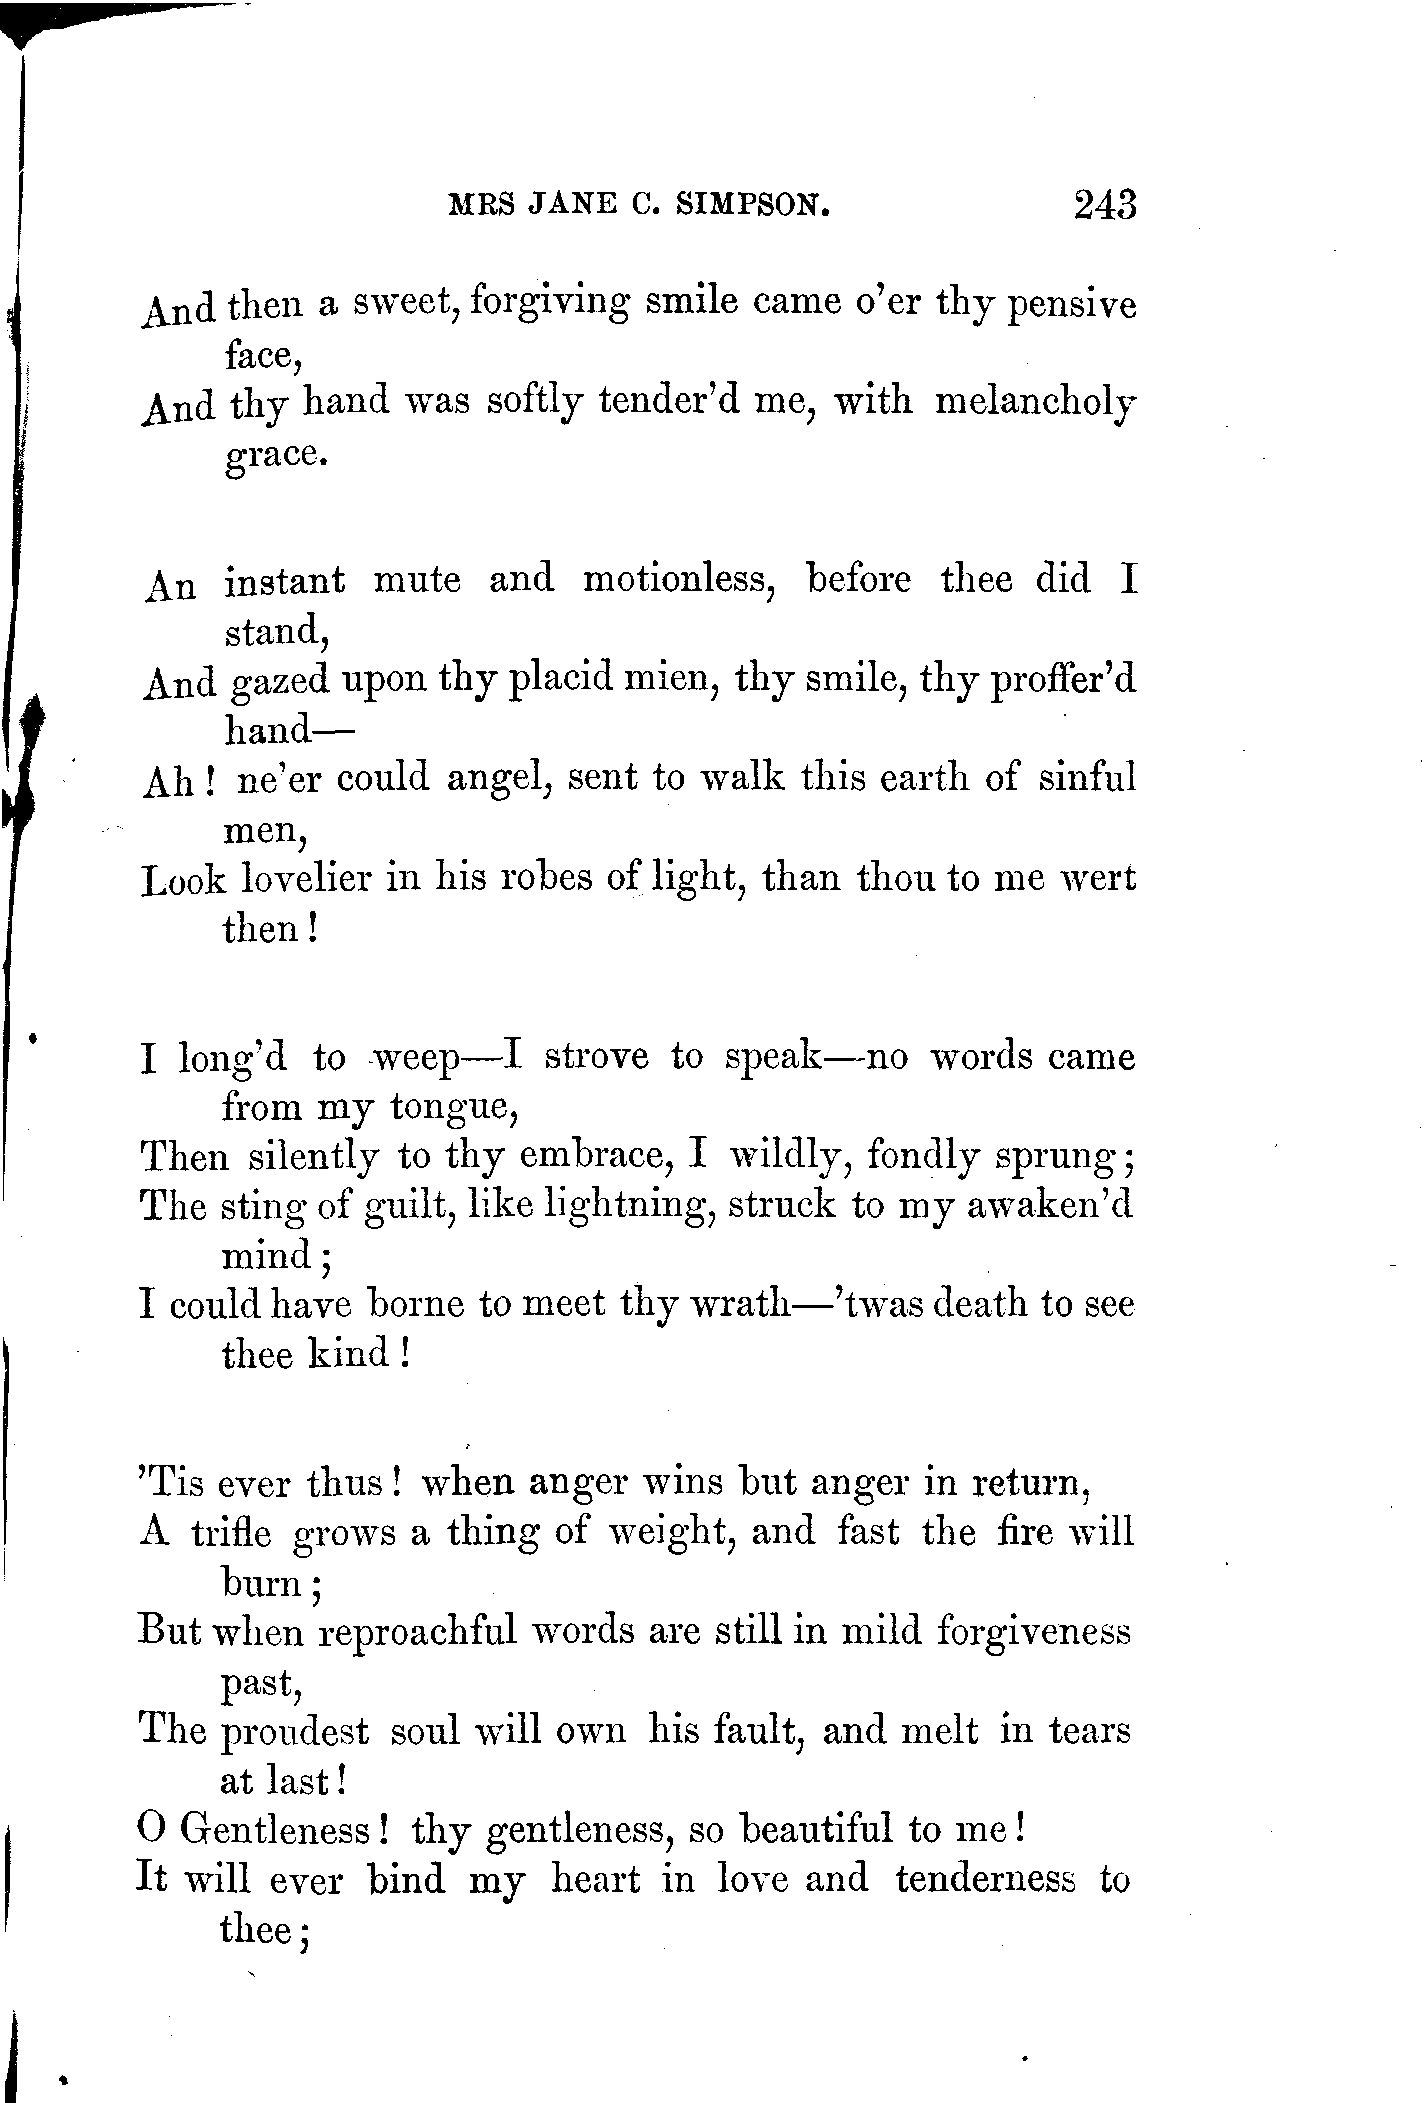 MRS JANE C. SIMPSON. 243
And then a sweet, forgiving smile came o'er thy pensive
face,
And thy hand was softly tender'd me, with melancholy
grace.
An instant mute and motionless, before thee did I
stand,
And gazed upon thy placid mien, thy smile, thy proffer'd
hand—
Ah! ne'er could angel, sent to walk this earth of sinful
men,
Look lovelier in his robes of light, than thou to me wert
then!
I long'd to weep—I strove to speak—no words came
from my tongue,
Then silently to thy embrace, I wildly, fondly sprung;
The sting of guilt, like lightning, struck to my awaken'd
mind;
I could have borne to meet thy wrath—'twas death to see
thee kind!
'Tis ever thus! when anger wins but anger in return,
A trifle grows a thing of weight, and fast the fire will
burn;
But when reproachful words are still in mild forgiveness
past,
The proudest soul will own his fault, and melt in tears
at last!
O Gentleness! thy gentleness, so beautiful to me!
It will ever bind my heart in love and tenderness to
thee;